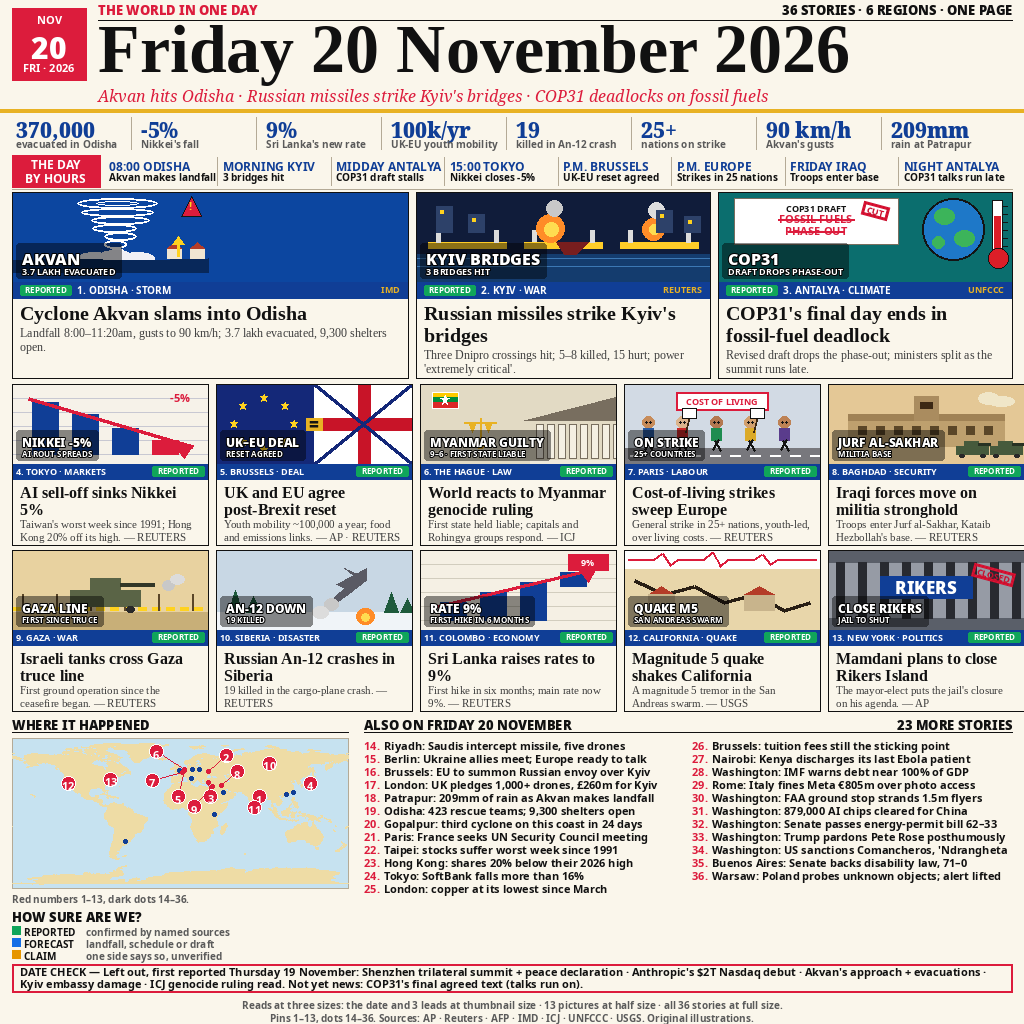 NOV
20
FRI · 2026
THE WORLD IN ONE DAY
36 STORIES · 6 REGIONS · ONE PAGE
Friday 20 November 2026
Akvan hits Odisha · Russian missiles strike Kyiv's bridges · COP31 deadlocks on fossil fuels
370,000
evacuated in Odisha
-5%
Nikkei's fall
9%
Sri Lanka's new rate
100k/yr
UK-EU youth mobility
19
killed in An-12 crash
25+
nations on strike
90 km/h
Akvan's gusts
209mm
rain at Patrapur
THE DAY
BY HOURS
08:00 ODISHA
Akvan makes landfall
MORNING KYIV
3 bridges hit
MIDDAY ANTALYA
COP31 draft stalls
15:00 TOKYO
Nikkei closes -5%
P.M. BRUSSELS
UK-EU reset agreed
P.M. EUROPE
Strikes in 25 nations
FRIDAY IRAQ
Troops enter base
NIGHT ANTALYA
COP31 talks run late
!
AKVAN
3.7 LAKH EVACUATED
REPORTED 1. ODISHA · STORM IMD
Cyclone Akvan slams into Odisha
Landfall 8:00–11:20am, gusts to 90 km/h; 3.7 lakh evacuated, 9,300 shelters
open.
KYIV BRIDGES
3 BRIDGES HIT
REPORTED 2. KYIV · WAR REUTERS
Russian missiles strike Kyiv's
bridges
Three Dnipro crossings hit; 5–8 killed, 15 hurt; power
'extremely critical'.
COP31 DRAFT
FOSSIL FUELS
PHASE-OUT
CUT
COP31
DRAFT DROPS PHASE-OUT
REPORTED 3. ANTALYA · CLIMATE UNFCCC
COP31's final day ends in
fossil-fuel deadlock
Revised draft drops the phase-out; ministers split as the
summit runs late.
-5%
NIKKEI -5%
AI ROUT SPREADS
4. TOKYO · MARKETS REPORTED
AI sell-off sinks Nikkei
5%
Taiwan's worst week since 1991; Hong
Kong 20% off its high. — REUTERS
=
UK–EU DEAL
RESET AGREED
5. BRUSSELS · DEAL REPORTED
UK and EU agree
post-Brexit reset
Youth mobility ~100,000 a year; food
and emissions links. — AP · REUTERS
MYANMAR GUILTY
9–6 · FIRST STATE LIABLE
6. THE HAGUE · LAW REPORTED
World reacts to Myanmar
genocide ruling
First state held liable; capitals and
Rohingya groups respond. — ICJ
COST OF LIVING
ON STRIKE
25+ COUNTRIES
7. PARIS · LABOUR REPORTED
Cost-of-living strikes
sweep Europe
General strike in 25+ nations, youth-led,
over living costs. — REUTERS
JURF AL-SAKHAR
MILITIA BASE
8. BAGHDAD · SECURITY REPORTED
Iraqi forces move on
militia stronghold
Troops enter Jurf al-Sakhar, Kataib
Hezbollah's base. — REUTERS
GAZA LINE
FIRST SINCE TRUCE
9. GAZA · WAR REPORTED
Israeli tanks cross Gaza
truce line
First ground operation since the
ceasefire began. — REUTERS
AN-12 DOWN
19 KILLED
10. SIBERIA · DISASTER REPORTED
Russian An-12 crashes in
Siberia
19 killed in the cargo-plane crash. —
REUTERS
9%
RATE 9%
FIRST HIKE IN 6 MONTHS
11. COLOMBO · ECONOMY REPORTED
Sri Lanka raises rates to
9%
First hike in six months; main rate now
9%. — REUTERS
QUAKE M5
SAN ANDREAS SWARM
12. CALIFORNIA · QUAKE REPORTED
Magnitude 5 quake
shakes California
A magnitude 5 tremor in the San
Andreas swarm. — USGS
RIKERS
CLOSED
CLOSE RIKERS
JAIL TO SHUT
13. NEW YORK · POLITICS REPORTED
Mamdani plans to close
Rikers Island
The mayor-elect puts the jail's closure
on his agenda. — AP
WHERE IT HAPPENED
6
2
10
12
13
7
8
4
5
3
1
9
11
Red numbers 1–13, dark dots 14–36.
HOW SURE ARE WE?
REPORTED confirmed by named sources
FORECAST landfall, schedule or draft
CLAIM one side says so, unverified
ALSO ON FRIDAY 20 NOVEMBER
23 MORE STORIES
14. Riyadh: Saudis intercept missile, five drones
15. Berlin: Ukraine allies meet; Europe ready to talk
16. Brussels: EU to summon Russian envoy over Kyiv
17. London: UK pledges 1,000+ drones, £260m for Kyiv
18. Patrapur: 209mm of rain as Akvan makes landfall
19. Odisha: 423 rescue teams; 9,300 shelters open
20. Gopalpur: third cyclone on this coast in 24 days
21. Paris: France seeks UN Security Council meeting
22. Taipei: stocks suffer worst week since 1991
23. Hong Kong: shares 20% below their 2026 high
24. Tokyo: SoftBank falls more than 16%
25. London: copper at its lowest since March
26. Brussels: tuition fees still the sticking point
27. Nairobi: Kenya discharges its last Ebola patient
28. Washington: IMF warns debt near 100% of GDP
29. Rome: Italy fines Meta €805m over photo access
30. Washington: FAA ground stop strands 1.5m flyers
31. Washington: 879,000 AI chips cleared for China
32. Washington: Senate passes energy-permit bill 62–33
33. Washington: Trump pardons Pete Rose posthumously
34. Washington: US sanctions Comancheros, 'Ndrangheta
35. Buenos Aires: Senate backs disability law, 71–0
36. Warsaw: Poland probes unknown objects; alert lifted
DATE CHECK — Left out, first reported Thursday 19 November: Shenzhen trilateral summit + peace declaration · Anthropic's $2T Nasdaq debut · Akvan's approach + evacuations ·
Kyiv embassy damage · ICJ genocide ruling read. Not yet news: COP31's final agreed text (talks run on).
Reads at three sizes: the date and 3 leads at thumbnail size · 13 pictures at half size · all 36 stories at full size.
Pins 1–13, dots 14–36. Sources: AP · Reuters · AFP · IMD · ICJ · UNFCCC · USGS. Original illustrations.